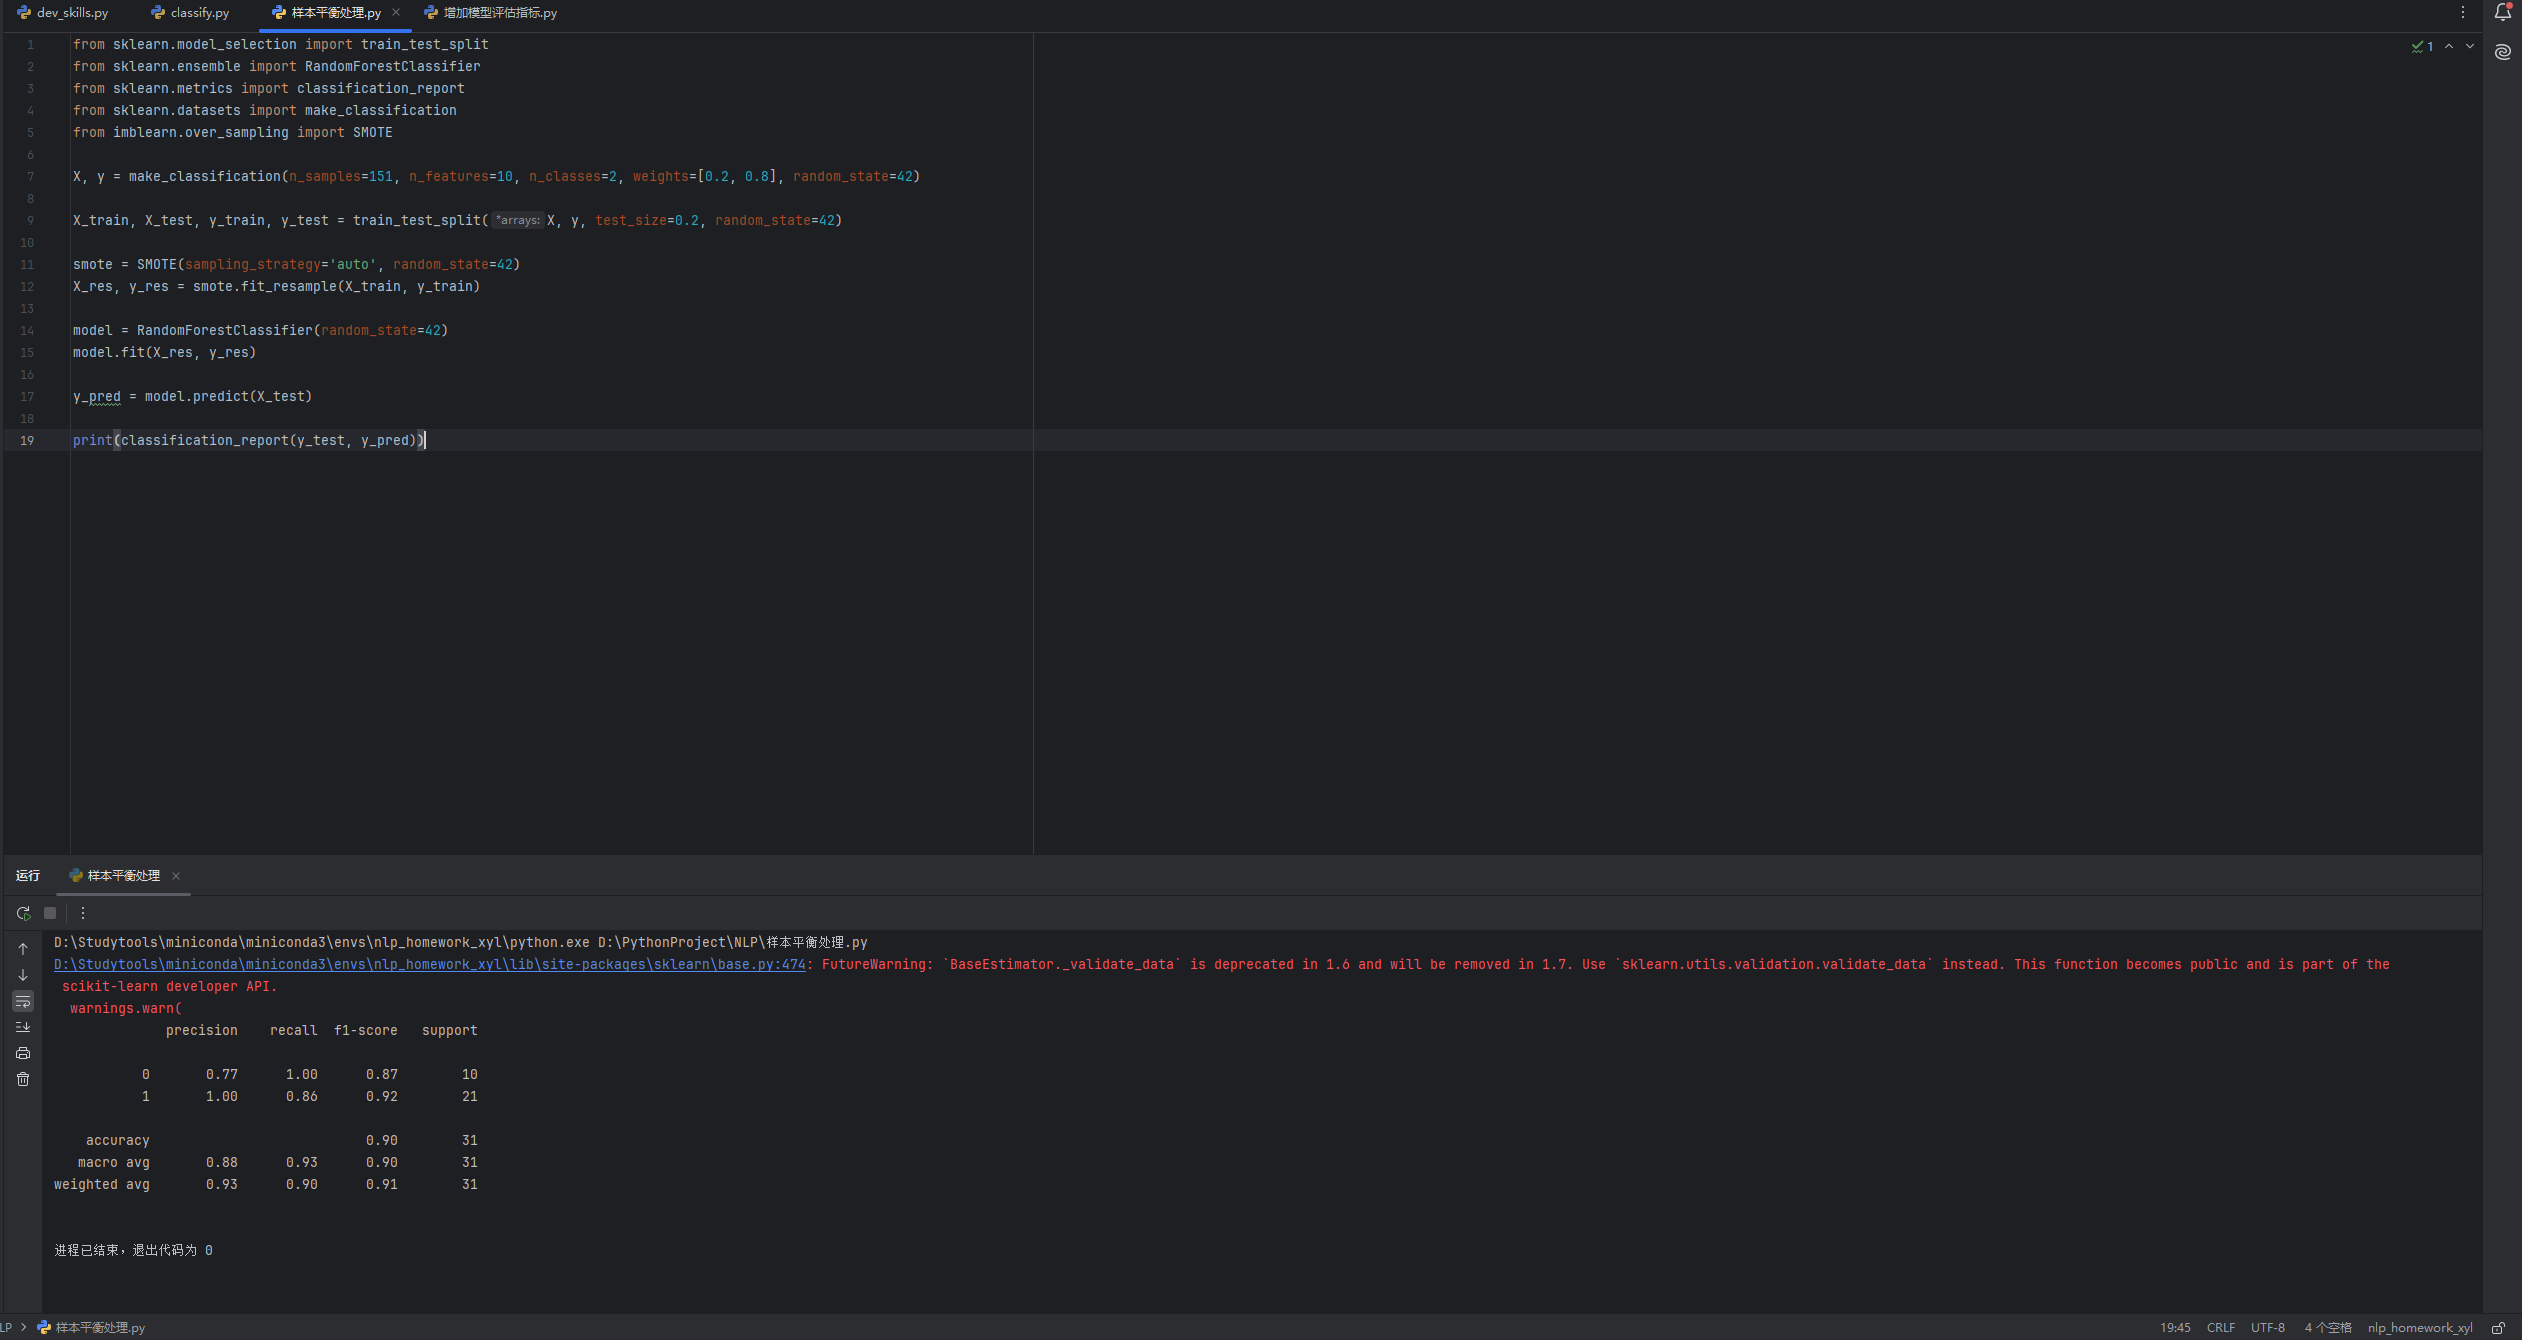 dev_skills.py classify.py 样本平衡处理.py 增加模型评估指标.py
1 from sklearn.model_selection import train_test_split
2 from sklearn.ensemble import RandomForestClassifier
3 from sklearn.metrics import classification_report
4 from sklearn.datasets import make_classification
5 from imblearn.over_sampling import SMOTE
6
7 X, y = make_classification(n_samples=151, n_features=10, n_classes=2, weights=[0.2, 0.8], random_state=42)
8
9 X_train, X_test, y_train, y_test = train_test_split( *arrays: X, y, test_size=0.2, random_state=42)
10
11 smote = SMOTE(sampling_strategy='auto', random_state=42)
12 X_res, y_res = smote.fit_resample(X_train, y_train)
13
14 model = RandomForestClassifier(random_state=42)
15 model.fit(X_res, y_res)
16
17 y_pred = model.predict(X_test)
18
19 print(classification_report(y_test, y_pred))
1
运行 样本平衡处理
D:\Studytools\miniconda\miniconda3\envs\nlp_homework_xyl\python.exe D:\PythonProject\NLP\样本平衡处理.py
D:\Studytools\miniconda\miniconda3\envs\nlp_homework_xyl\lib\site-packages\sklearn\base.py:474: FutureWarning: `BaseEstimator._validate_data` is deprecated in 1.6 and will be removed in 1.7. Use `sklearn.utils.validation.validate_data` instead. This function becomes public and is part of the
scikit-learn developer API.
warnings.warn(
precision recall f1-score support
0 0.77 1.00 0.87 10
1 1.00 0.86 0.92 21
accuracy 0.90 31
macro avg 0.88 0.93 0.90 31
weighted avg 0.93 0.90 0.91 31
进程已结束，退出代码为 0
LP > 样本平衡处理.py 19:45 CRLF UTF-8 4 个空格 nlp_homework_xyl